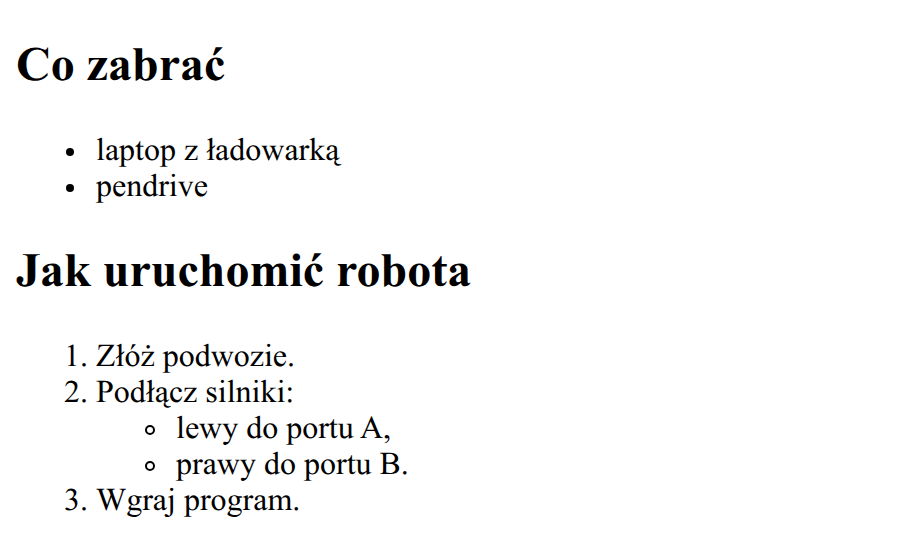 Co zabrać
• laptop z ładowarką
• pendrive
Jak uruchomić robota
1. Złóż podwozie.
2. Podłącz silniki:
◦ lewy do portu A,
◦ prawy do portu B.
3. Wgraj program.